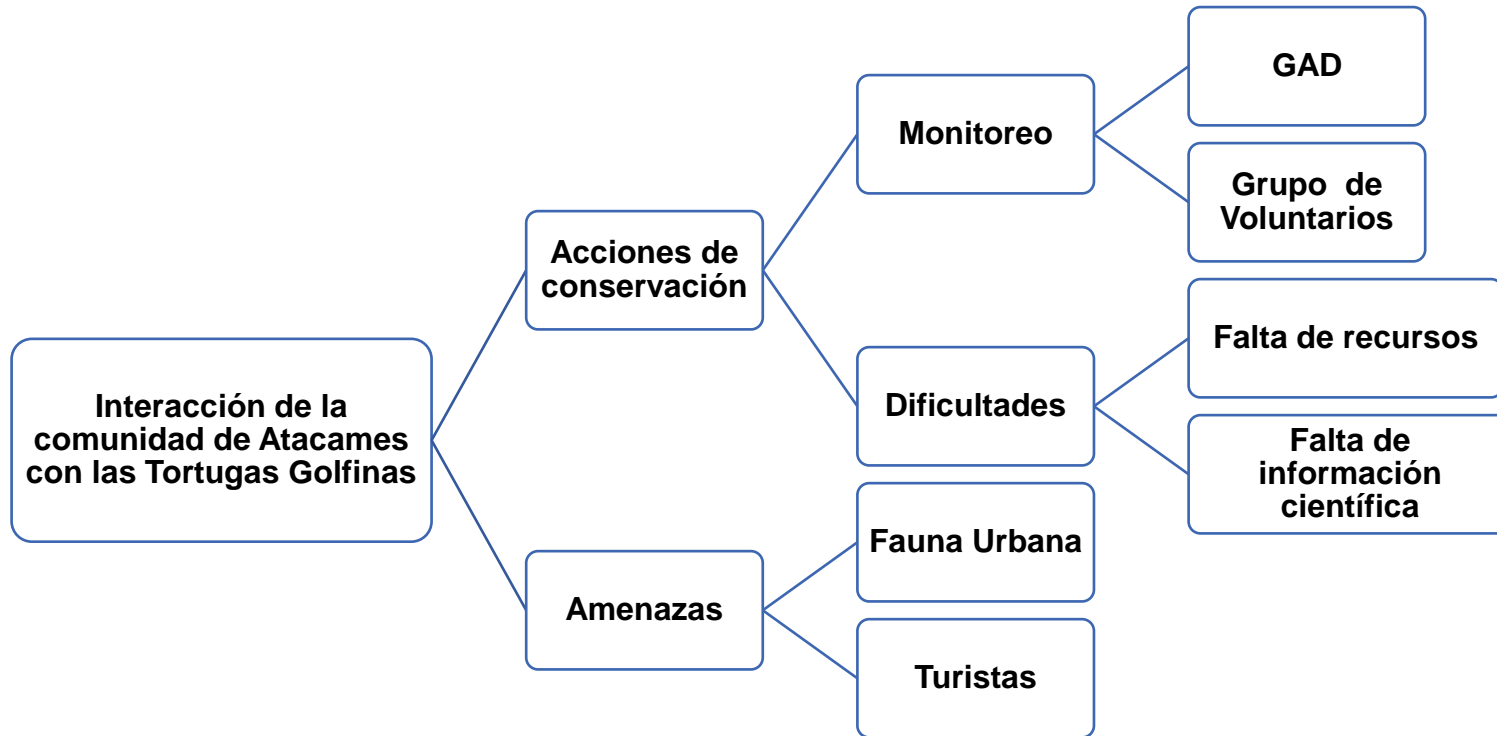 Interacción de la
comunidad de Atacames
con las Tortugas Golfinas
Acciones de
conservación
Monitoreo
GAD
Grupo de
Voluntarios
Dificultades
Falta de recursos
Falta de
información
científica
Amenazas
Fauna Urbana
Turistas